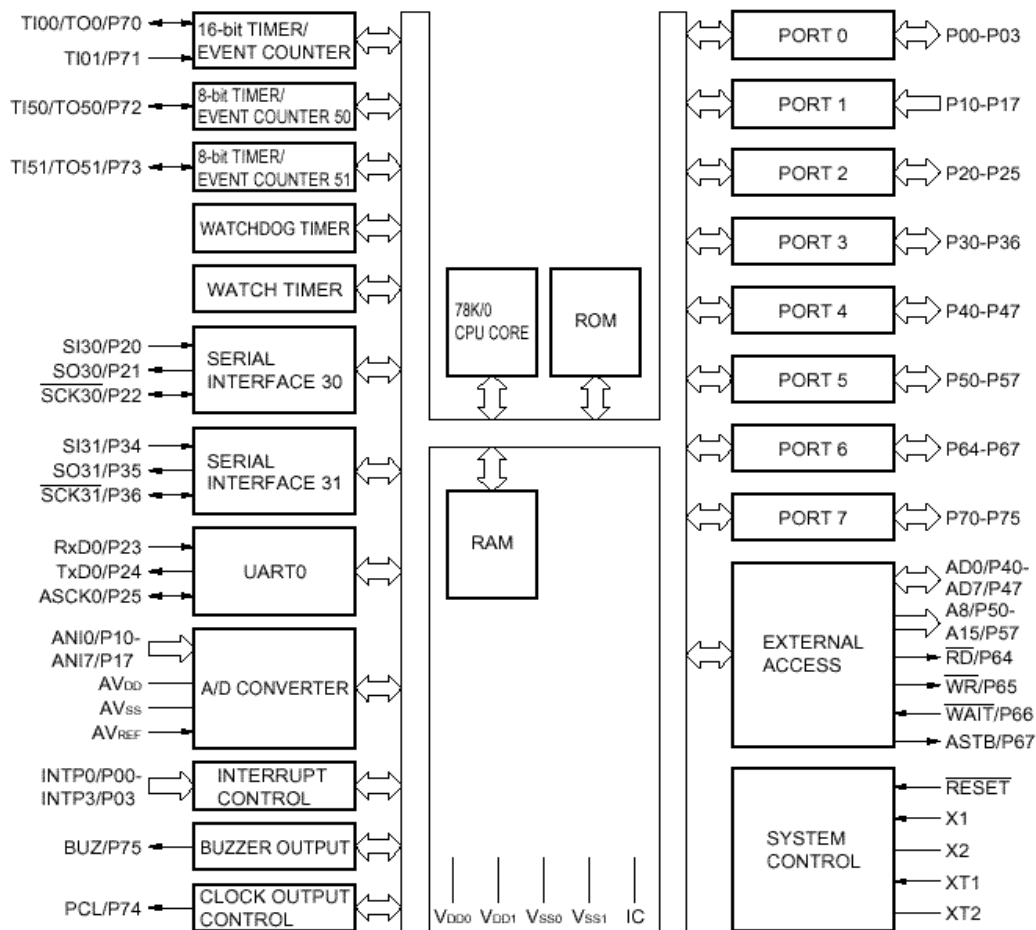 TI00/TO0/P70
TI01/P71
16-bit TIMER/
EVENT COUNTER
TI50/TO50/P72
8-bit TIMER/
EVENT COUNTER 50
TI51/TO51/P73
8-bit TIMER/
EVENT COUNTER 51
WATCHDOG TIMER
WATCH TIMER
SI30/P20
SO30/P21
SCK30/P22
SERIAL
INTERFACE 30
SI31/P34
SO31/P35
SCK31/P36
SERIAL
INTERFACE 31
RxD0/P23
TxD0/P24
ASCK0/P25
UART0
ANI0/P10-
ANI7/P17
AVDD
AVSS
AVREF
A/D CONVERTER
INTP0/P00-
INTP3/P03
INTERRUPT
CONTROL
BUZ/P75
BUZZER OUTPUT
PCL/P74
CLOCK OUTPUT
CONTROL
78K/0
CPU CORE
ROM
RAM
VDD0 VDD1 VSS0 VSS1 IC
PORT 0
P00-P03
PORT 1
P10-P17
PORT 2
P20-P25
PORT 3
P30-P36
PORT 4
P40-P47
PORT 5
P50-P57
PORT 6
P64-P67
PORT 7
P70-P75
EXTERNAL
ACCESS
AD0/P40-
AD7/P47
A8/P50-
A15/P57
RD/P64
WR/P65
WAIT/P66
ASTB/P67
SYSTEM
CONTROL
RESET
X1
X2
XT1
XT2